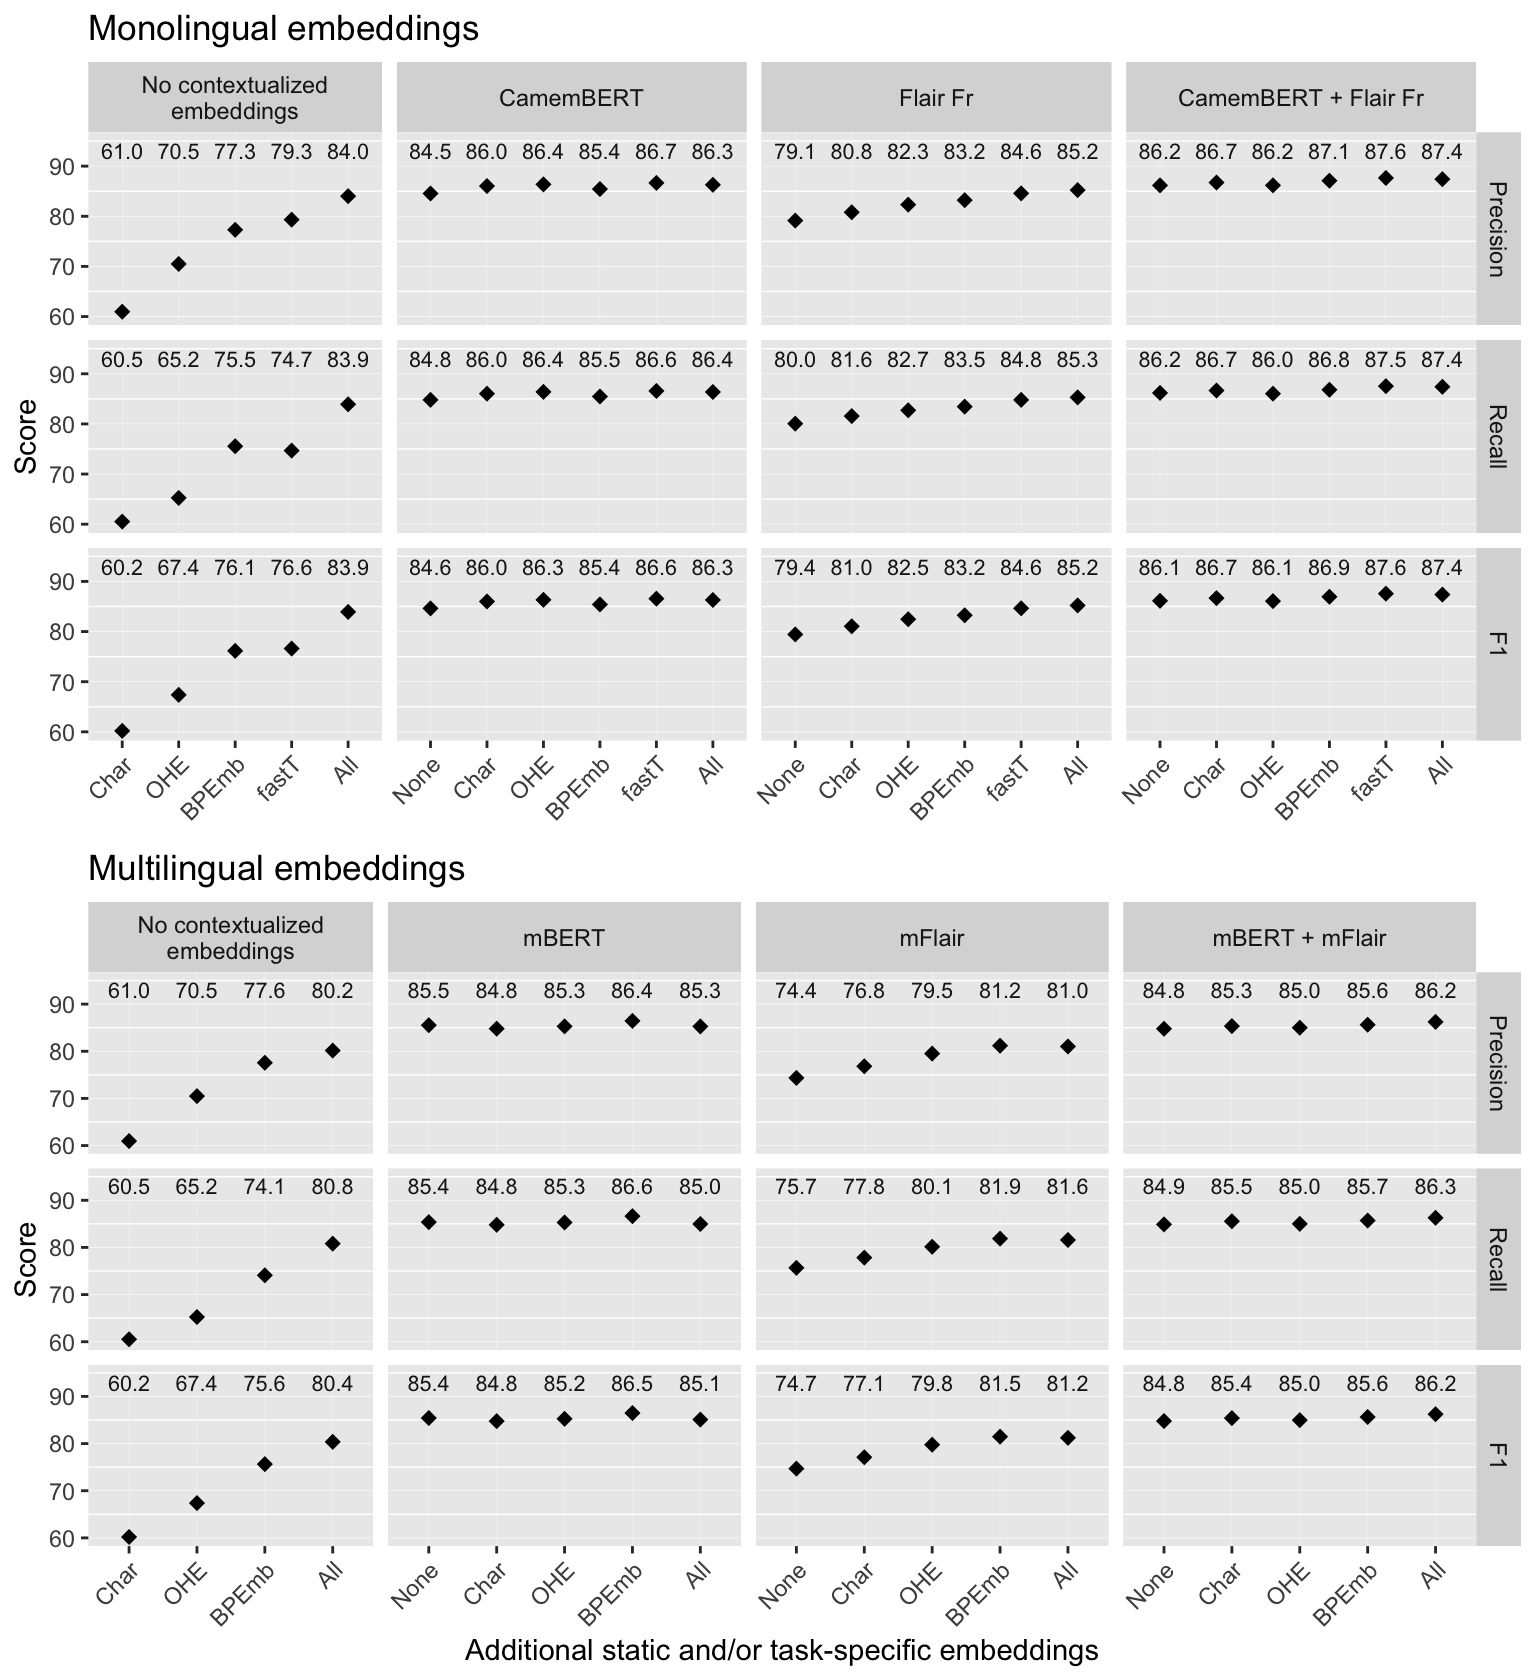 Monolingual embeddings
No contextualized
embeddings
CamemBERT
Flair Fr
CamemBERT + Flair Fr
61.0 70.5 77.3 79.3 84.0 84.5 86.0 86.4 85.4 86.7 86.3 79.1 80.8 82.3 83.2 84.6 85.2 86.2 86.7 86.2 87.1 87.6 87.4
90
80
70
60
Precision
60.5 65.2 75.5 74.7 83.9 84.8 86.0 86.4 85.5 86.6 86.4 80.0 81.6 82.7 83.5 84.8 85.3 86.2 86.7 86.0 86.8 87.5 87.4
90
80
70
60
Recall
Score
60.2 67.4 76.1 76.6 83.9 84.6 86.0 86.3 85.4 86.6 86.3 79.4 81.0 82.5 83.2 84.6 85.2 86.1 86.7 86.1 86.9 87.6 87.4
90
80
70
60
F1
Char OHE BPEmb fastT All None Char OHE BPEmb fastT All None Char OHE BPEmb fastT All None Char OHE BPEmb fastT All
Multilingual embeddings
No contextualized
embeddings
mBERT
mFlair
mBERT + mFlair
61.0 70.5 77.6 80.2 85.5 84.8 85.3 86.4 85.3 74.4 76.8 79.5 81.2 81.0 84.8 85.3 85.0 85.6 86.2
90
80
70
60
Precision
60.5 65.2 74.1 80.8 85.4 84.8 85.3 86.6 85.0 75.7 77.8 80.1 81.9 81.6 84.9 85.5 85.0 85.7 86.3
90
80
70
60
Recall
Score
60.2 67.4 75.6 80.4 85.4 84.8 85.2 86.5 85.1 74.7 77.1 79.8 81.5 81.2 84.8 85.4 85.0 85.6 86.2
90
80
70
60
F1
Char OHE BPEmb All None Char OHE BPEmb All None Char OHE BPEmb All None Char OHE BPEmb All
Additional static and/or task-specific embeddings